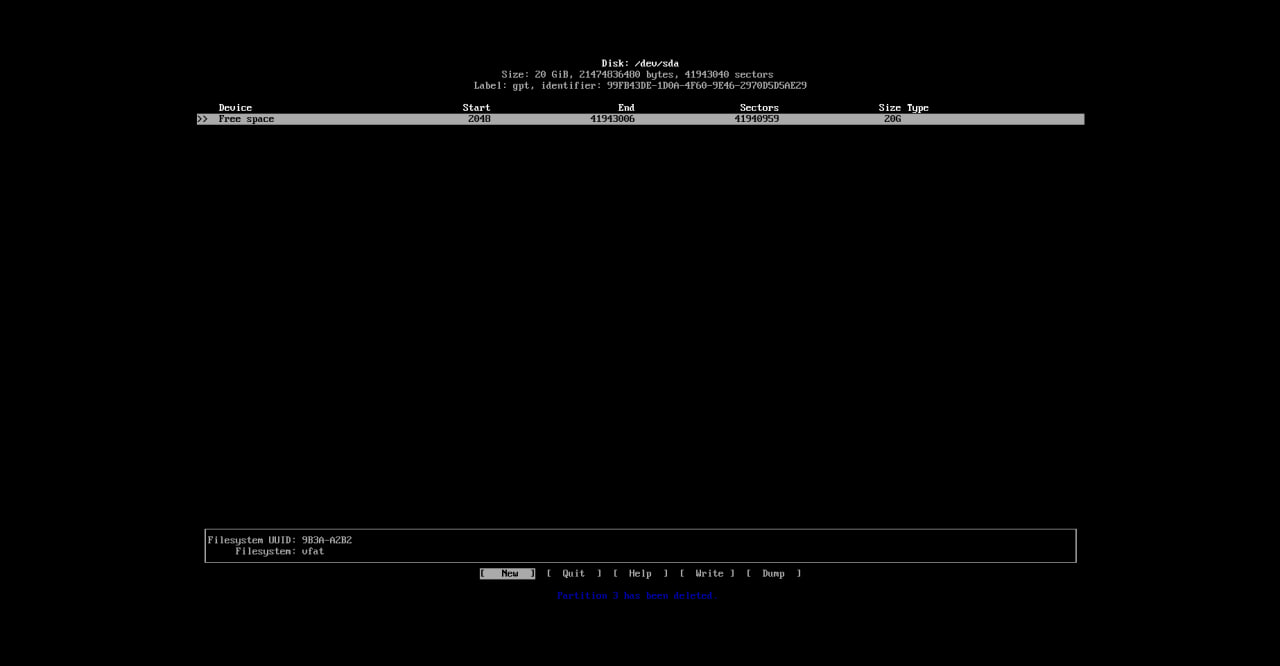 Disk: /dev/sda
Size: 20 GiB, 21474836480 bytes, 41943040 sectors
Label: gpt, identifier: 99FB43DE-1D0A-4F60-9E46-2970D5D5AE29
Device Start End Sectors Size Type
>> Free space 2048 41943006 41940959 20G
Filesystem UUID: 9B3A-A2B2
Filesystem: vfat
[ New ] [ Quit ] [ Help ] [ Write ] [ Dump ]
Partition 3 has been deleted.